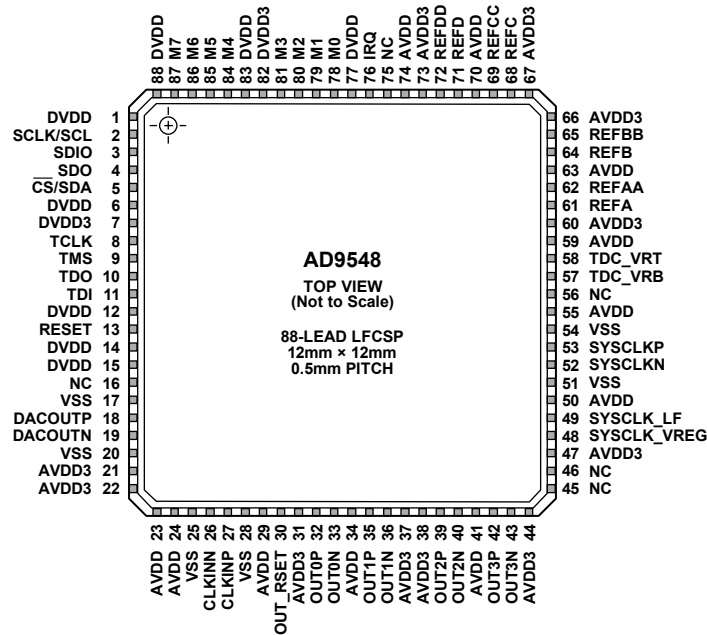 88 DVDD
87 M7
86 M6
85 M5
84 M4
83 DVDD
82 DVDD3
81 M3
80 M2
79 M1
78 M0
77 DVDD
76 IRQ
75 NC
74 AVDD
73 AVDD3
72 REFDD
71 REFD
70 AVDD
69 REFCC
68 REFC
67 AVDD3
DVDD 1
SCLK/SCL 2
SDIO 3
SDO 4
CS/SDA 5
DVDD 6
DVDD3 7
TCLK 8
TMS 9
TDO 10
TDI 11
DVDD 12
RESET 13
DVDD 14
DVDD 15
NC 16
VSS 17
DACOUTP 18
DACOUTN 19
VSS 20
AVDD3 21
AVDD3 22
AD9548
TOP VIEW
(Not to Scale)
88-LEAD LFCSP
12mm × 12mm
0.5mm PITCH
66 AVDD3
65 REFBB
64 REFB
63 AVDD
62 REFAA
61 REFA
60 AVDD3
59 AVDD
58 TDC_VRT
57 TDC_VRB
56 NC
55 AVDD
54 VSS
53 SYSCLKP
52 SYSCLKN
51 VSS
50 AVDD
49 SYSCLK_LF
48 SYSCLK_VREG
47 AVDD3
46 NC
45 NC
AVDD 23
AVDD 24
VSS 25
CLKINN 26
CLKINP 27
VSS 28
AVDD 29
OUT_RSET 30
AVDD3 31
OUT0P 32
OUT0N 33
AVDD 34
OUT1P 35
OUT1N 36
AVDD3 37
AVDD3 38
OUT2P 39
OUT2N 40
AVDD 41
OUT3P 42
OUT3N 43
AVDD3 44